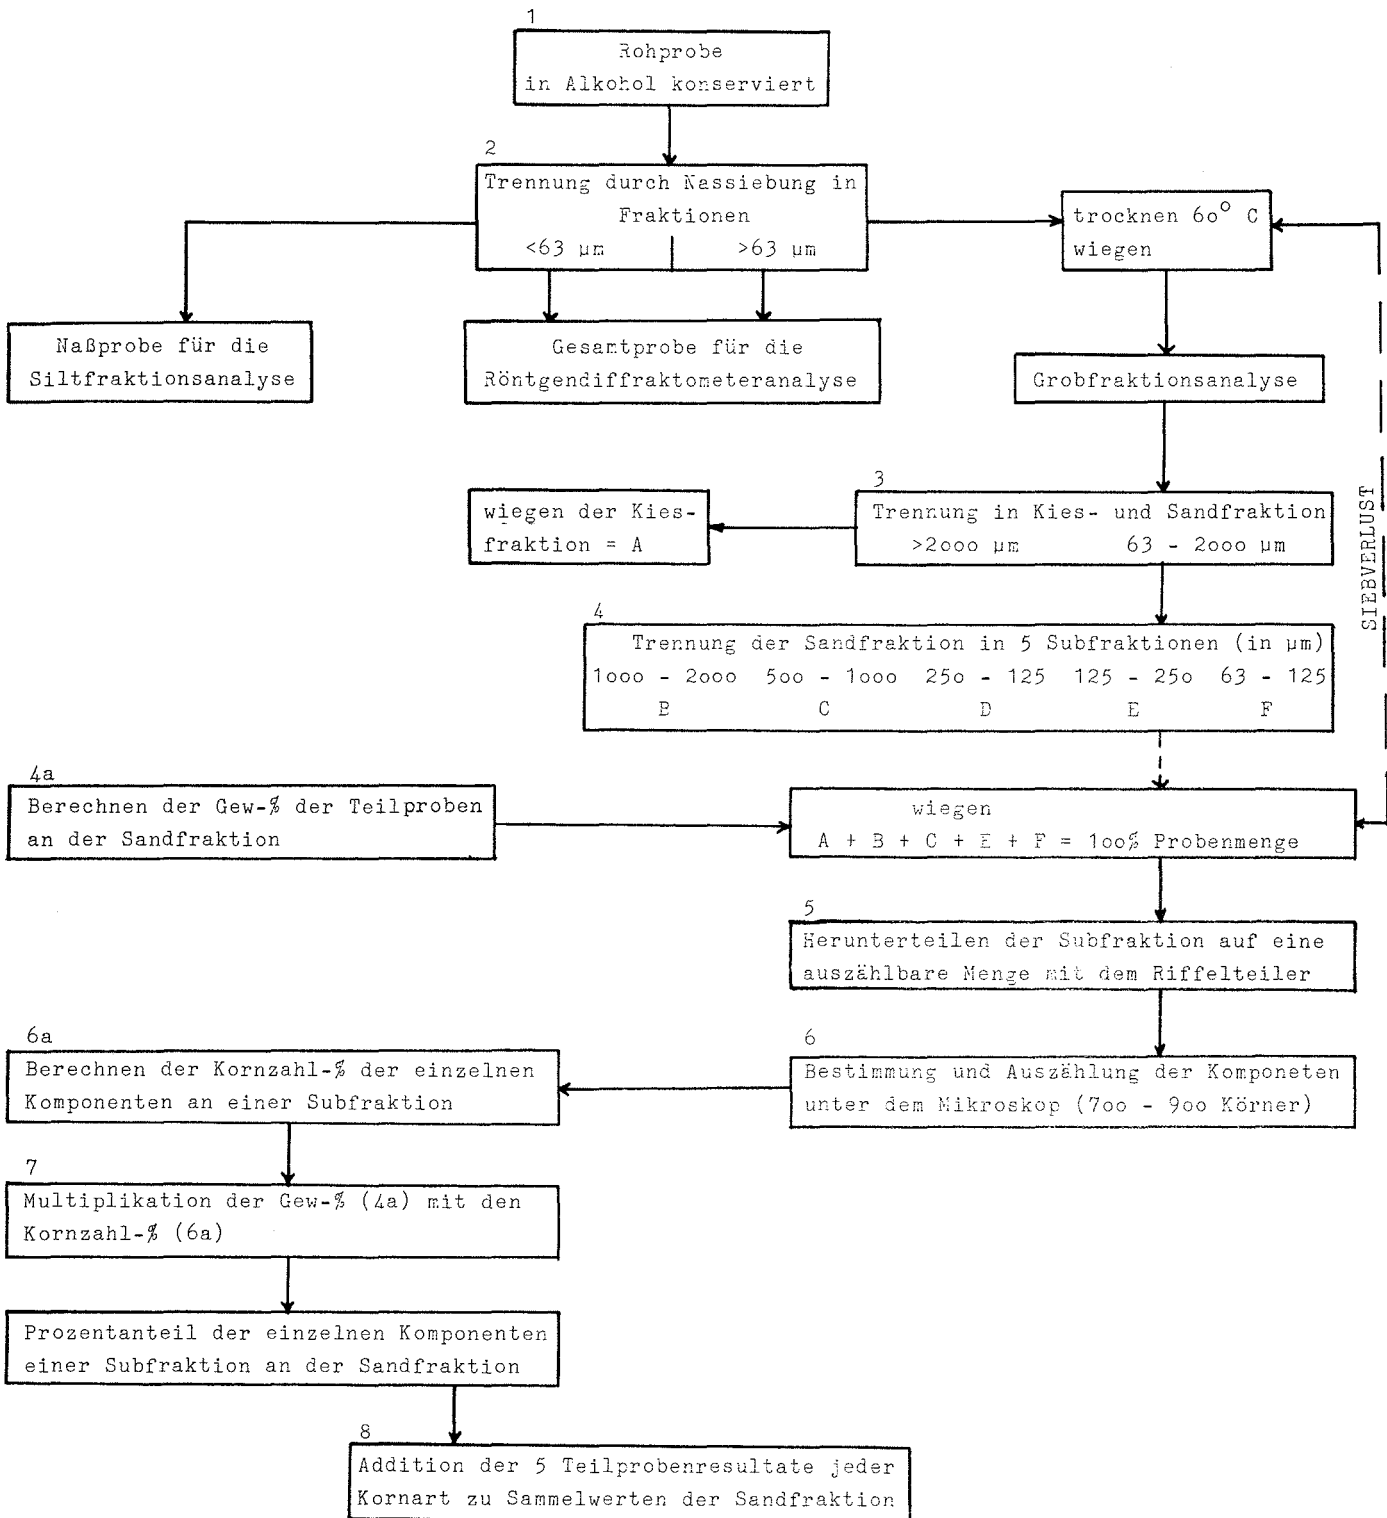 1
Rohprobe
in Alkohol konserviert
2
Trennung durch Nassiebung in
Fraktionen
<63 µm | >63 µm
trocknen 60° C
wiegen
Naßprobe für die
Siltfraktionsanalyse
Gesamtprobe für die
Röntgendiffraktometeranalyse
Grobfraktionsanalyse
SIEBVERLUST
3
Trennung in Kies- und Sandfraktion
>2000 µm 63 - 2000 µm
wiegen der Kies-
fraktion = A
4
Trennung der Sandfraktion in 5 Subfraktionen (in µm)
1000 - 2000 500 - 1000 250 - 125 125 - 250 63 - 125
B C D E F
4a
Berechnen der Gew-% der Teilproben
an der Sandfraktion
wiegen
A + B + C + E + F = 100% Probenmenge
5
Herunterteilen der Subfraktion auf eine
auszählbare Menge mit dem Riffelteiler
6
Bestimmung und Auszählung der Komponeten
unter dem Mikroskop (700 - 900 Körner)
6a
Berechnen der Kornzahl-% der einzelnen
Komponenten an einer Subfraktion
7
Multiplikation der Gew-% (4a) mit den
Kornzahl-% (6a)
Prozentanteil der einzelnen Komponenten
einer Subfraktion an der Sandfraktion
8
Addition der 5 Teilprobenresultate jeder
Kornart zu Sammelwerten der Sandfraktion